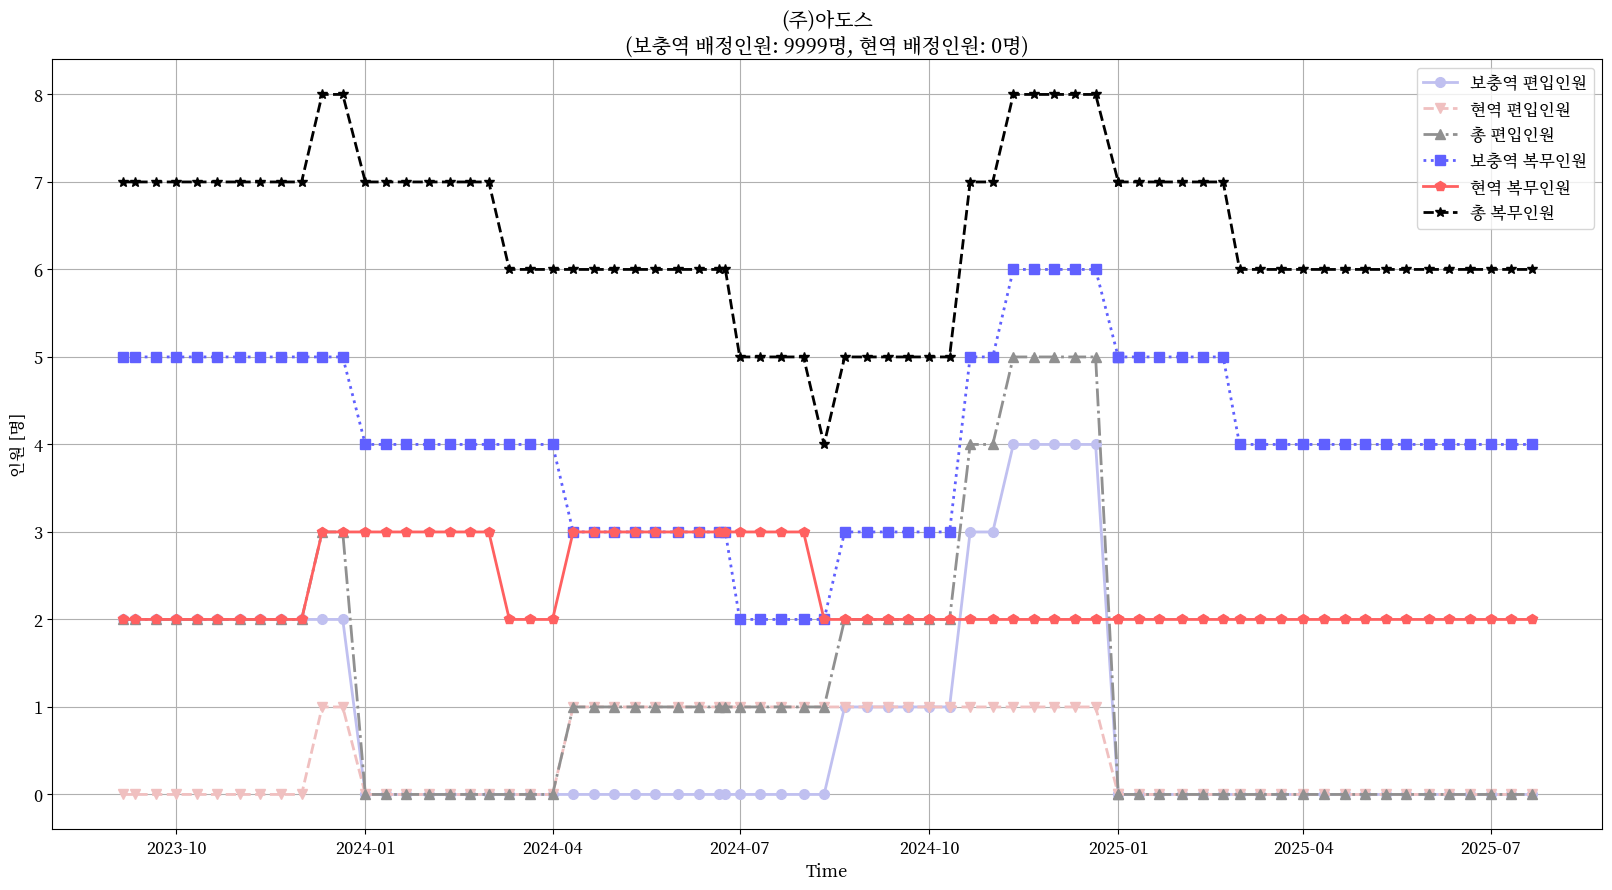 (주)아도스
(보충역 배정인원: 9999명, 현역 배정인원: 0명)
보충역 편입인원
현역 편입인원
총 편입인원
보충역 복무인원
현역 복무인원
총 복무인원
인원 [명]
8
7
6
5
4
3
2
1
0
2023-10
2024-01
2024-04
2024-07
2024-10
2025-01
2025-04
2025-07
Time